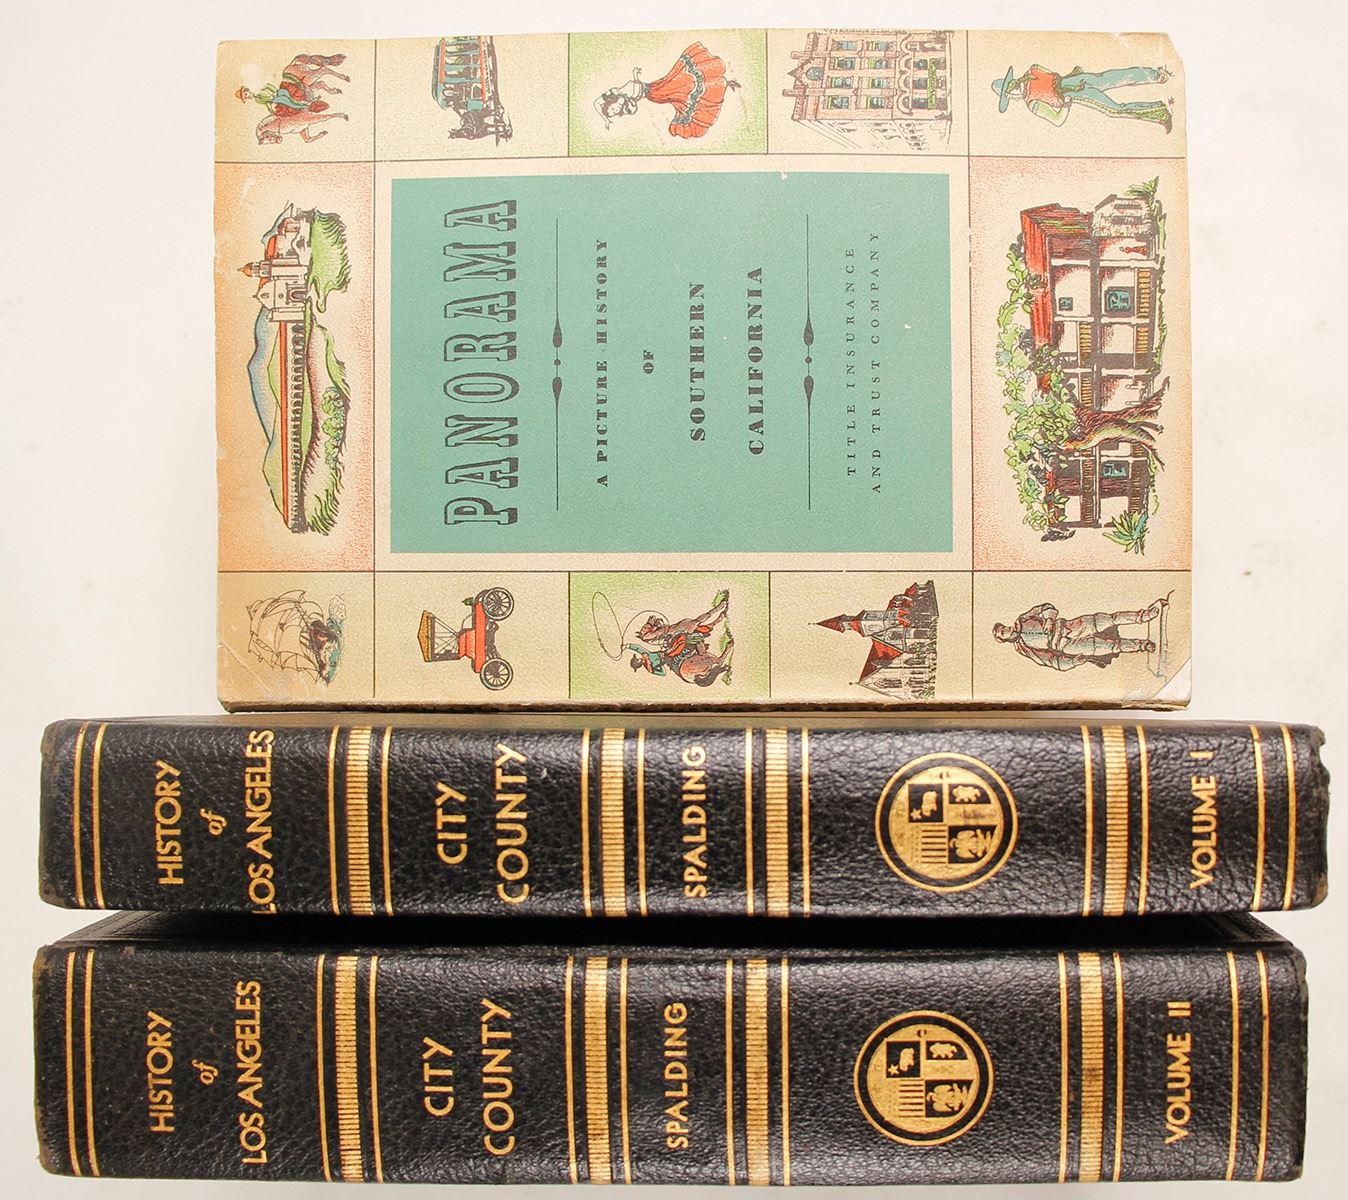 PANORAMA
A PICTURE HISTORY
OF
SOUTHERN
CALIFORNIA
TITLE INSURANCE
AND TRUST COMPANY
HISTORY
of
LOS ANGELES
CITY
COUNTY
SPALDING
VOLUME I
HISTORY
of
LOS ANGELES
CITY
COUNTY
SPALDING
VOLUME II